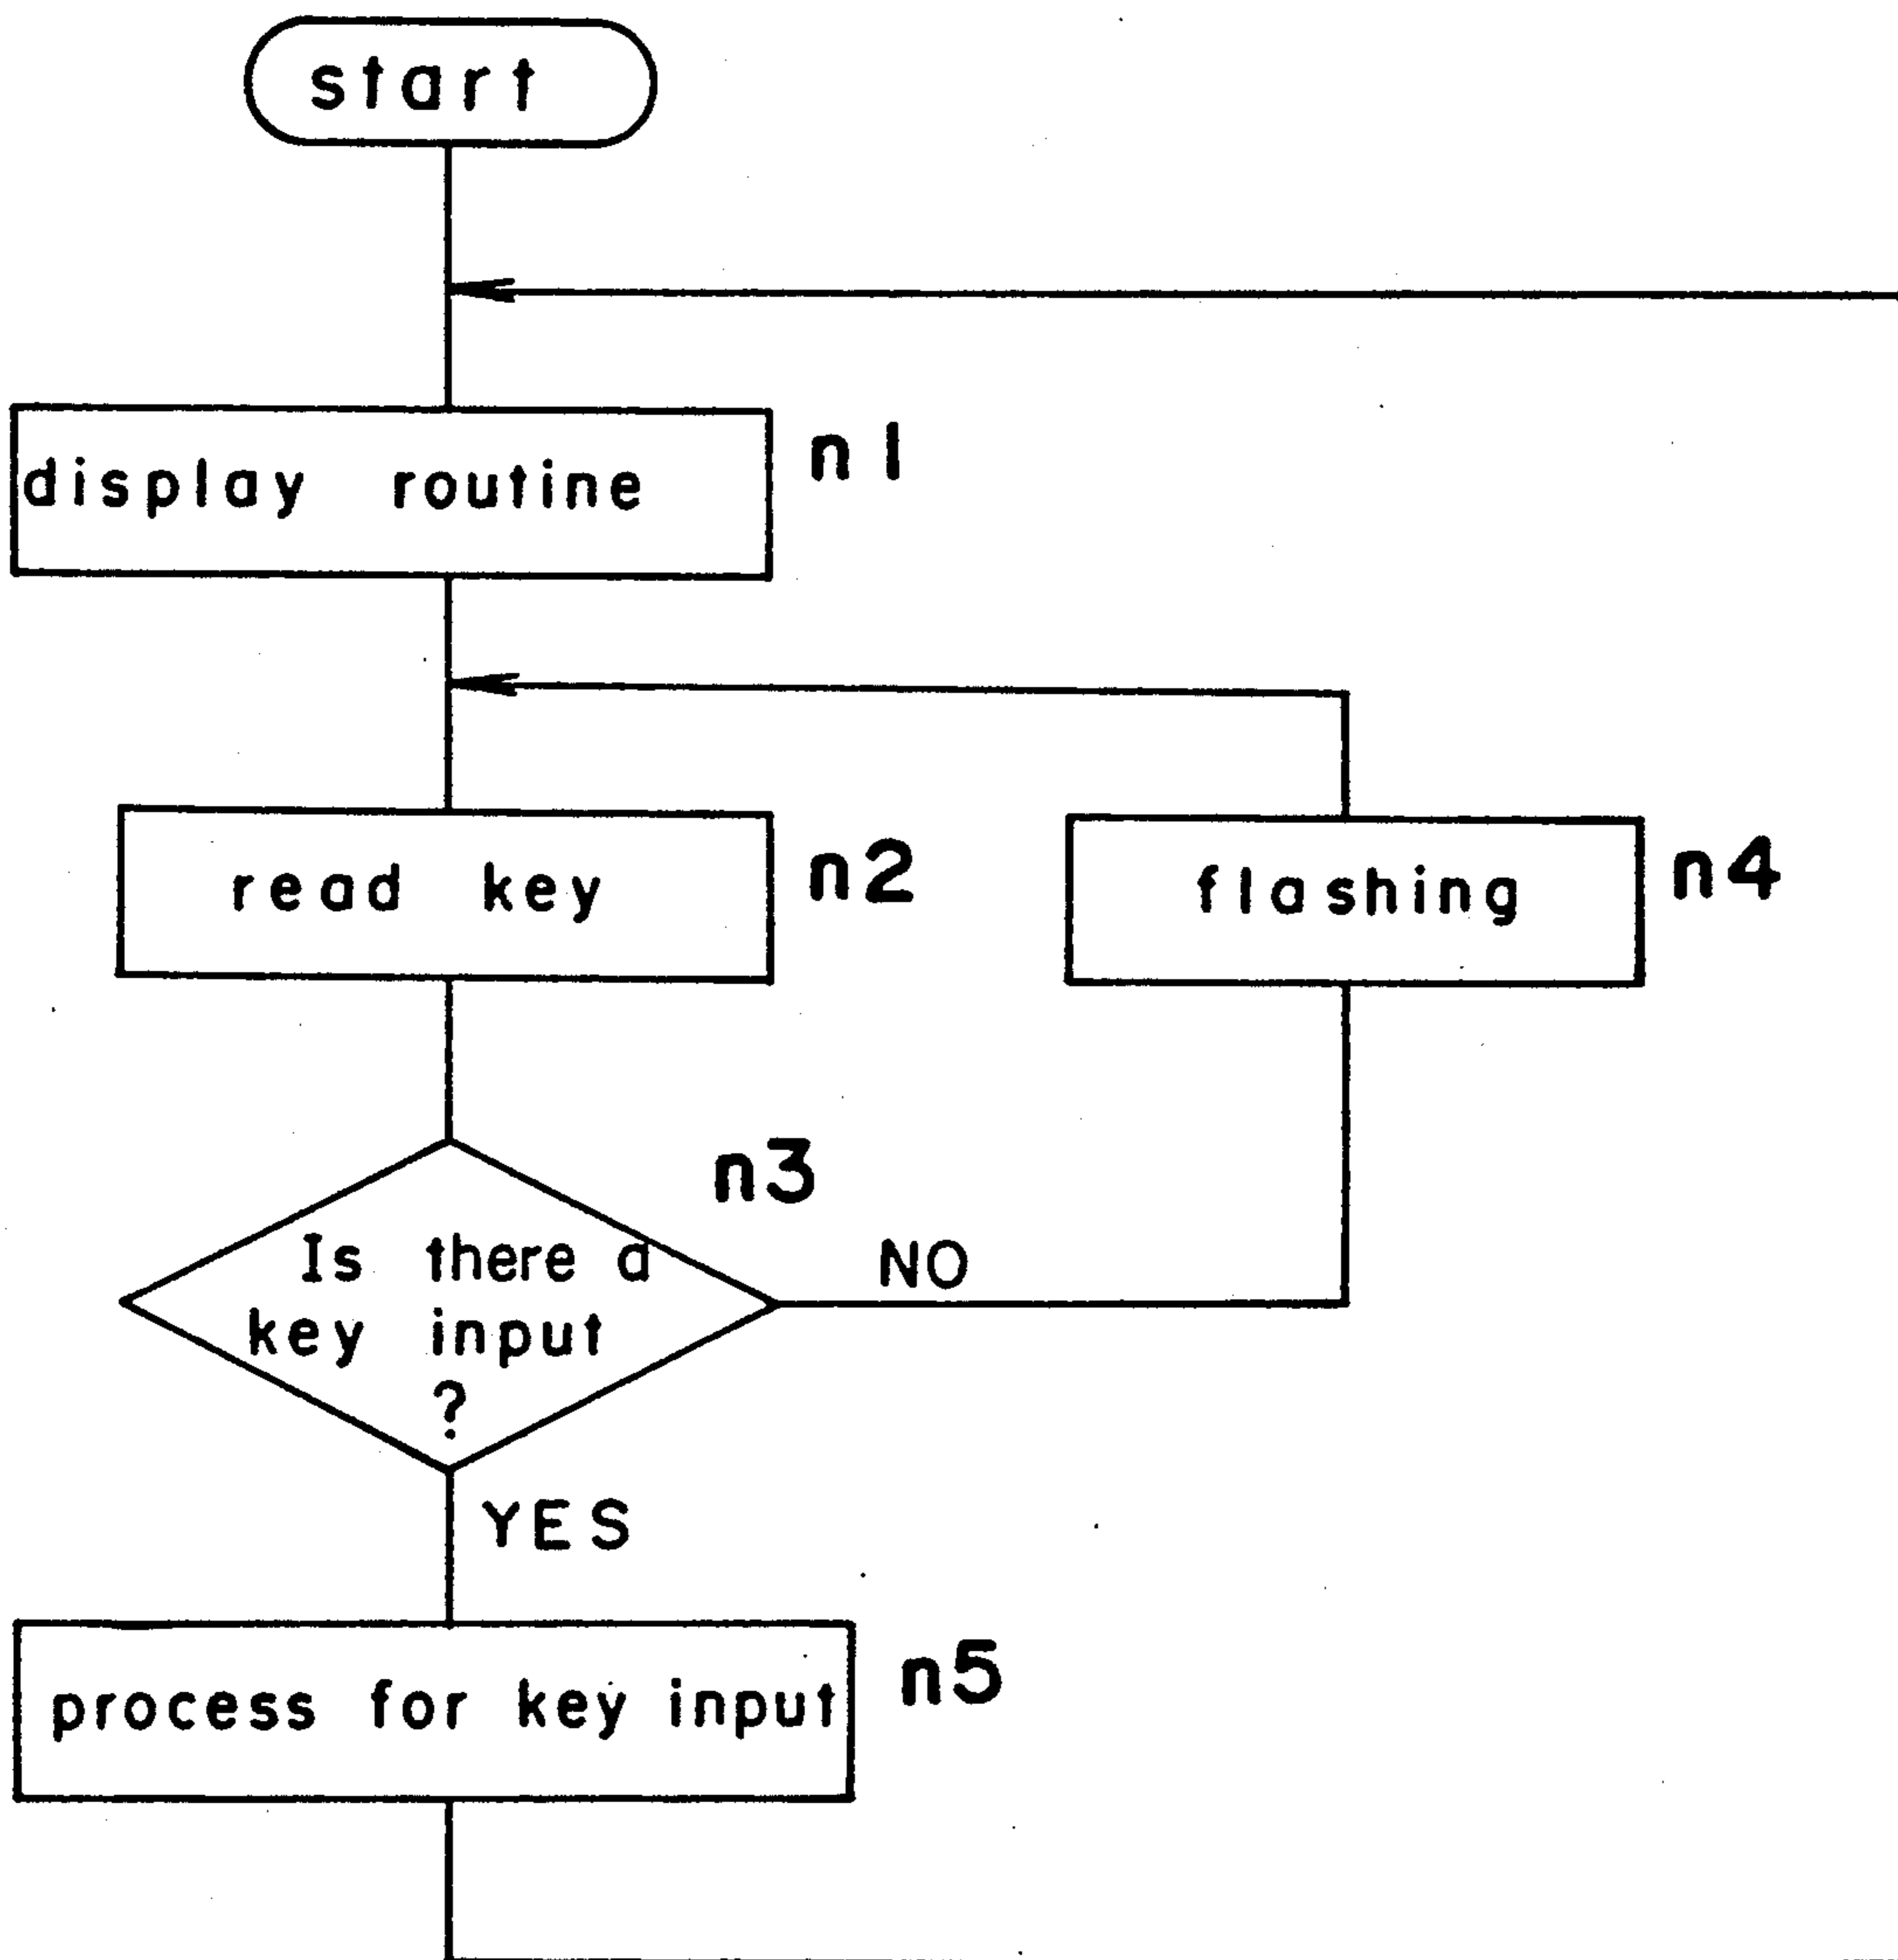 start
display routine
n1
read key
n2
flashing
n4
n3
Is there a
key input
?
NO
YES
process for key input
n5